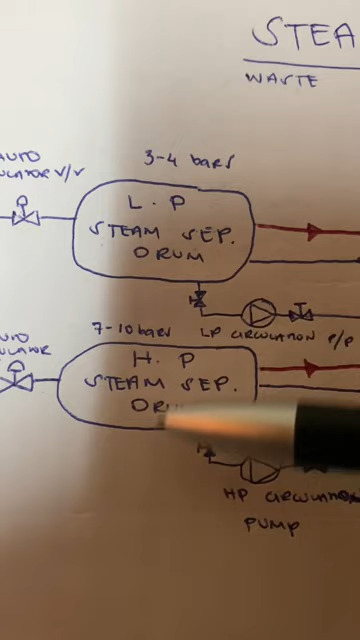 STEA
WASTE
AUTO
ULATOR V/V
3-4 bars
L.P
STEAM SEP.
DRUM
7-10 bars
LP CIRCULATION P/P
AUTO
ULATOR
H.P
STEAM SEP.
DRU
HP CIRCULATION
PUMP